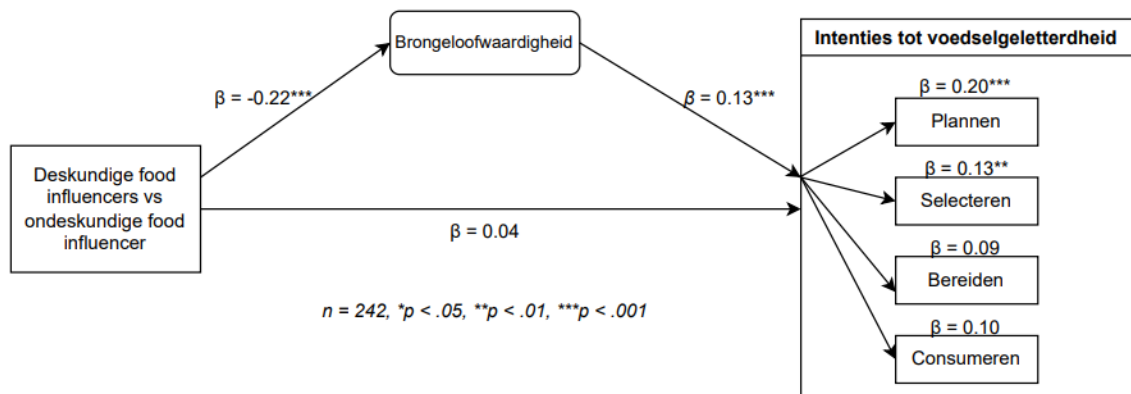 Brongeloofwaardigheid
Intenties tot voedselgeletterdheid
β = -0.22***
β = 0.13***
β = 0.20***
Plannen
β = 0.13**
Selecteren
Deskundige food
influencers vs
ondeskundige food
influencer
β = 0.04
β = 0.09
Bereiden
n = 242, *p < .05, **p < .01, ***p < .001
β = 0.10
Consumeren